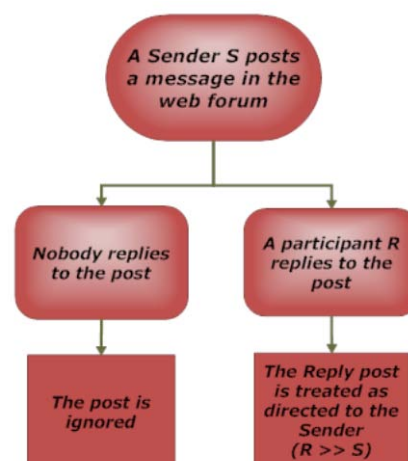 A Sender S posts
a message in the
web forum
Nobody replies
to the post
A participant R
replies to the
post
The post is
ignored
The Reply post
is treated as
directed to the
Sender
(R >> S)